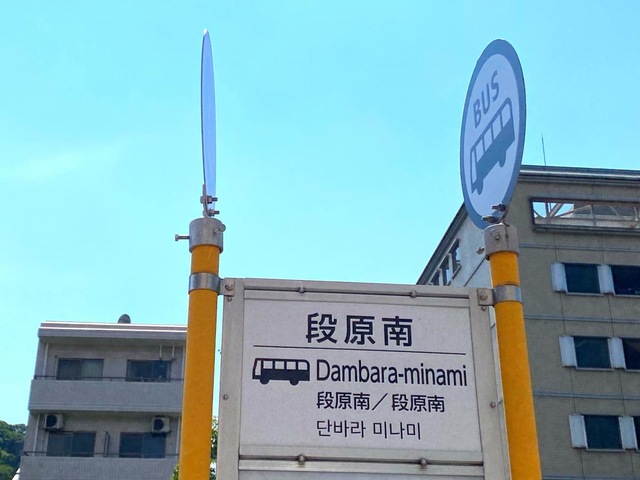 BUS
段原南
Dambara-minami
段原南／段原南
단바라 미나미